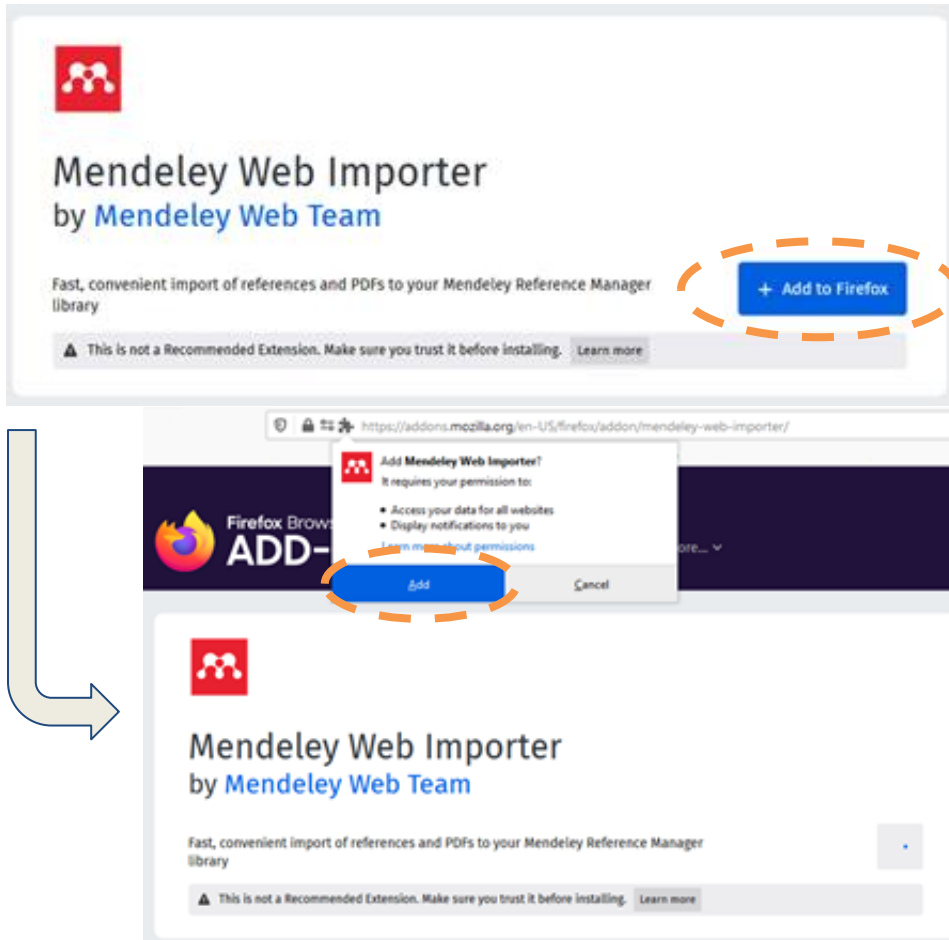 Mendeley Web Importer
by Mendeley Web Team
Fast, convenient import of references and PDFs to your Mendeley Reference Manager
library
+ Add to Firefox
This is not a Recommended Extension. Make sure you trust it before installing. Learn more
https://addons.mozilla.org/en-US/firefox/addon/mendeley-web-importer/
Add Mendeley Web Importer?
It requires your permission to:
• Access your data for all websites
• Display notifications to you
Learn more about permissions
Add
Cancel
Firefox Brows
ADD-
ore...
Mendeley Web Importer
by Mendeley Web Team
Fast, convenient import of references and PDFs to your Mendeley Reference Manager
library
This is not a Recommended Extension. Make sure you trust it before installing. Learn more